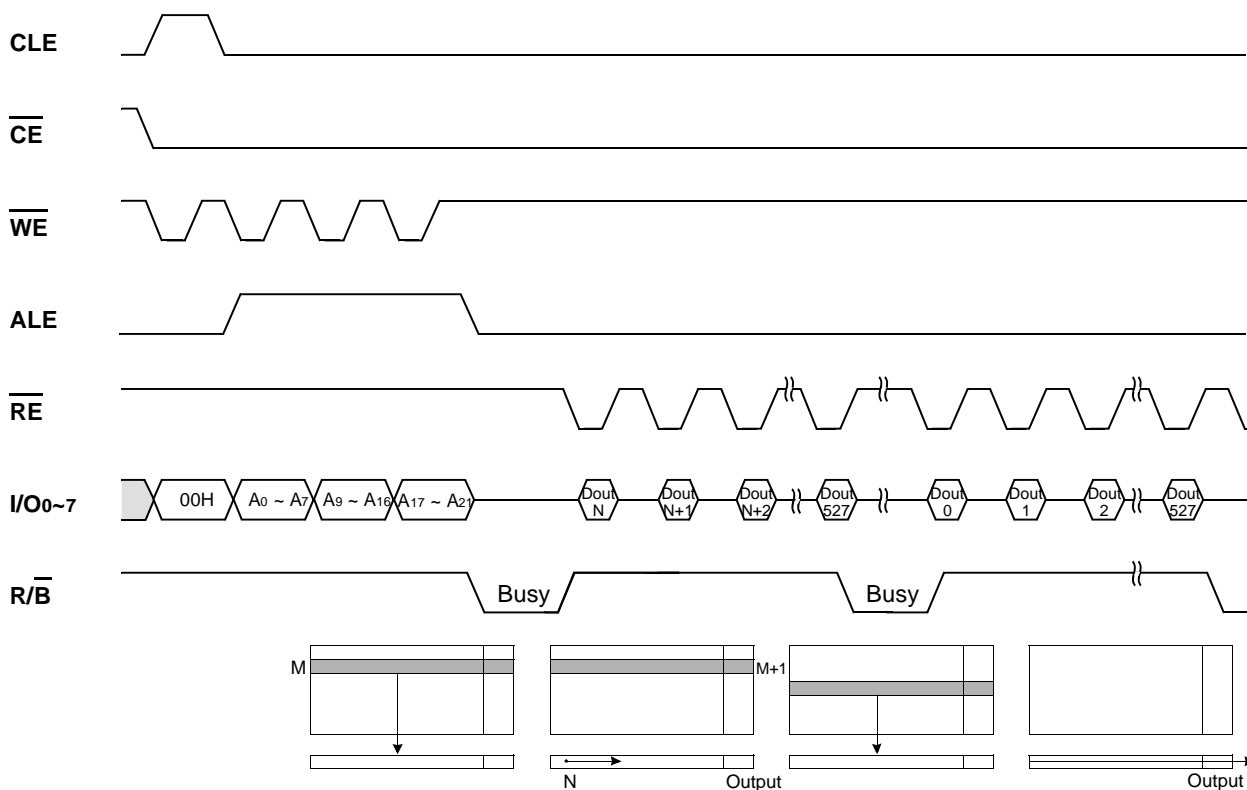 CLE
CE
WE
ALE
RE
I/O0~7 00H A0 ~ A7 A9 ~ A16 A17 ~ A21 Dout N Dout N+1 Dout N+2 Dout 527 Dout 0 Dout 1 Dout 2 Dout 527
R/B Busy Busy
M M+1
N Output Output